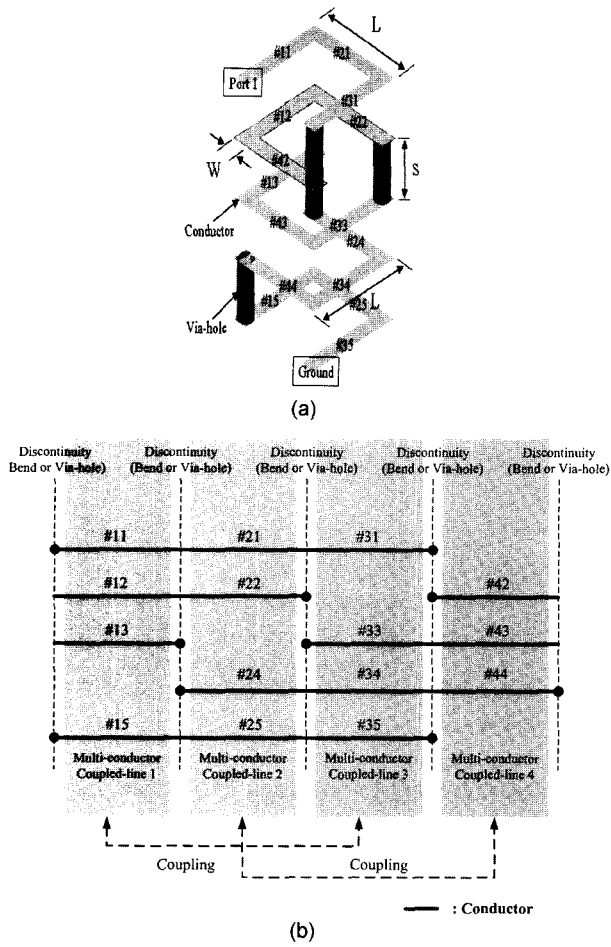 L
#11
#21
Port 1
#31
#12
#22
W
#42
S
#13
Conductor
#43
#33
#24
#44
#34
L
#15
#25
Via-hole
#35
Ground
(a)
Discontinuity Discontinuity Discontinuity Discontinuity Discontinuity
Bend or Via-hole) (Bend or Via-hole) (Bend or Via-hole) (Bend or Via-hole) (Bend or Via-hole)
#11 #21 #31
#12 #22 #42
#13 #33 #43
#24 #34 #44
#15 #25 #35
Multi-conductor Multi-conductor Multi-conductor Multi-conductor
Coupled-line 1 Coupled-line 2 Coupled-line 3 Coupled-line 4
Coupling Coupling
: Conductor
(b)